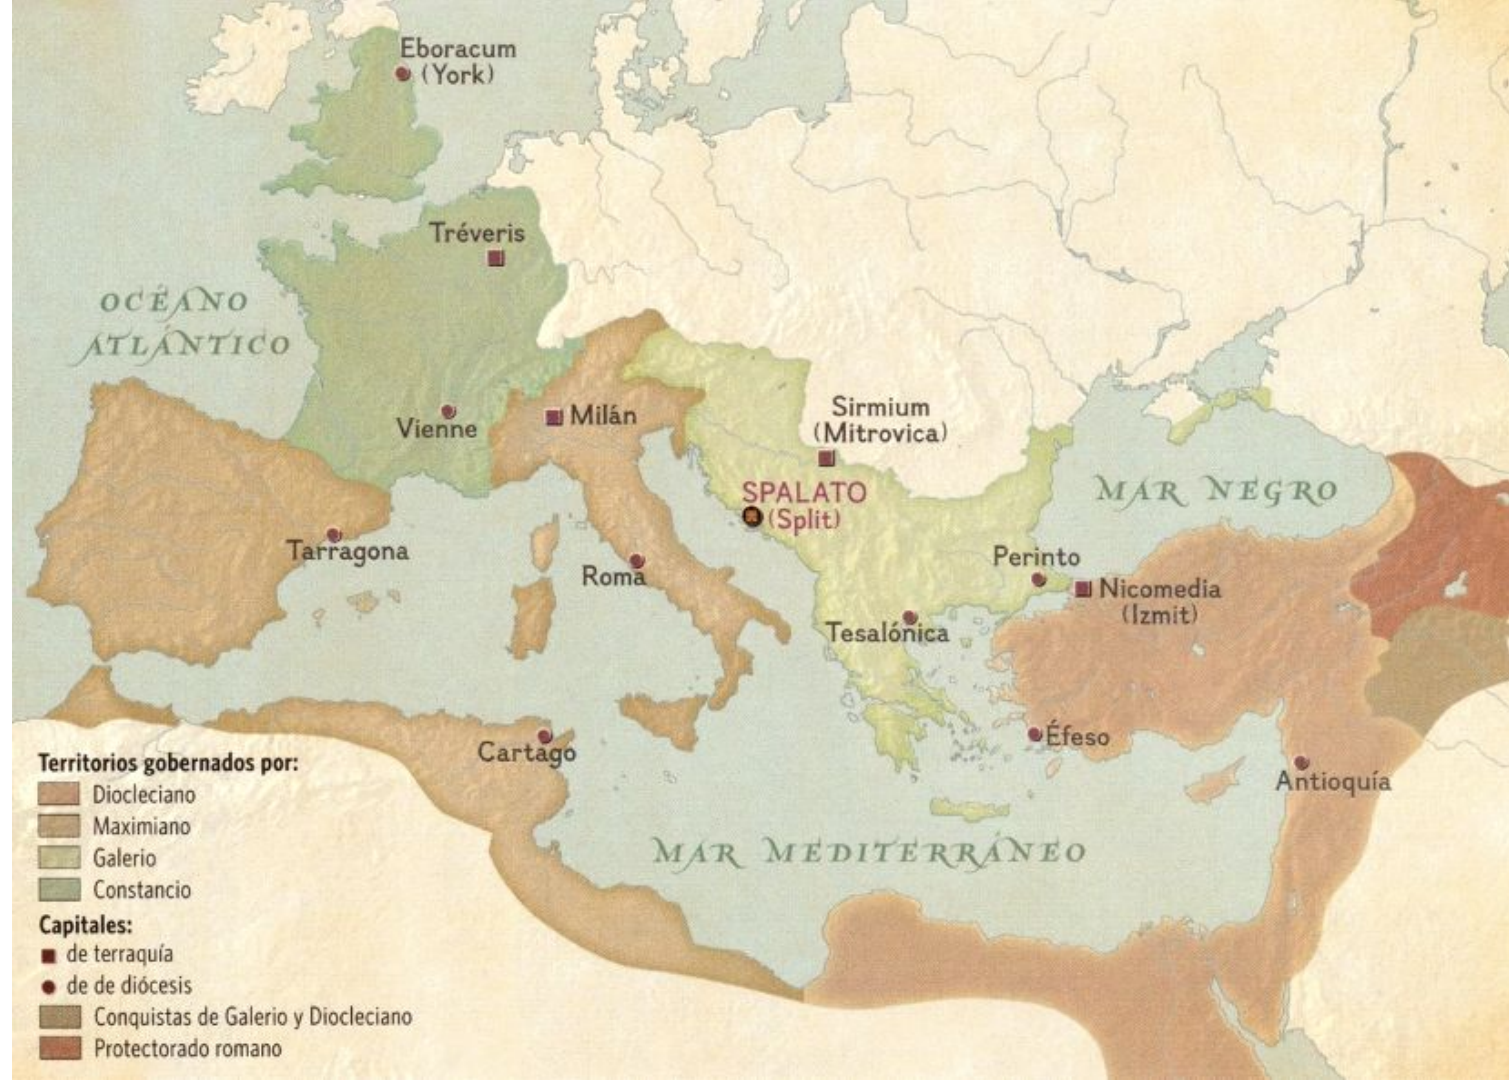 Eboracum
(York)
Tréveris
OCÉANO
ATLÁNTICO
Vienne
Milán
Sirmium
(Mitrovica)
SPALATO
(Split)
MAR NEGRO
Tarragona
Roma
Perinto
Nicomedia
(Izmit)
Tesalónica
Cartago
Éfeso
Antioquía
MAR MEDITERRÁNEO
Territorios gobernados por:
Diocleciano
Maximiano
Galerio
Constancio
Capitales:
de terraquía
de de diócesis
Conquistas de Galerio y Diocleciano
Protectorado romano